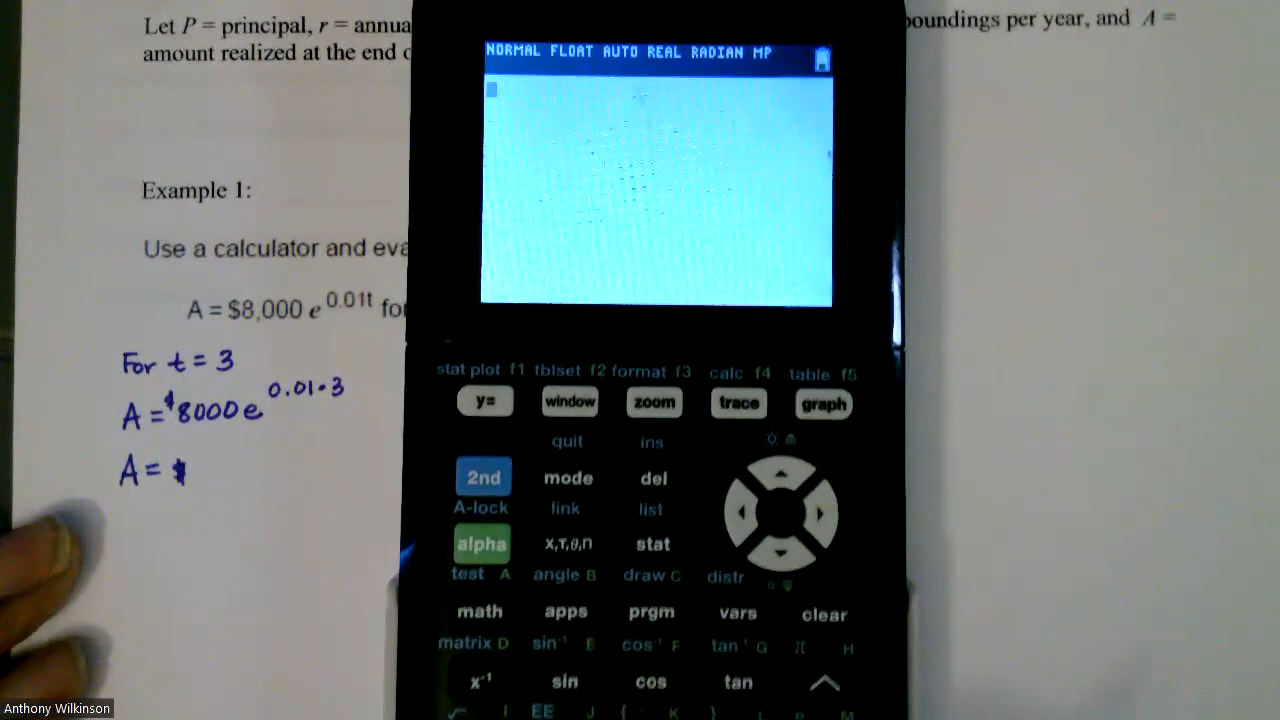 Let P = principal, r = annua
poundings per year, and A =
amount realized at the end o
Example 1:
Use a calculator and eva
A = $8,000 e^0.01t for
For t = 3
A = $8000e^0.01·3
A = $
NORMAL FLOAT AUTO REAL RADIAN MP
stat plot f1 tblset f2 format f3 calc f4 table f5
y= window zoom trace graph
quit ins
2nd mode del
A-lock link list
alpha X,T,θ,n stat
test A angle B draw C distr
math apps prgm vars clear
matrix D sin⁻¹ E cos⁻¹ F tan⁻¹ G π H
x⁻¹ sin cos tan ^
√ I EE J { K } L e M
Anthony Wilkinson